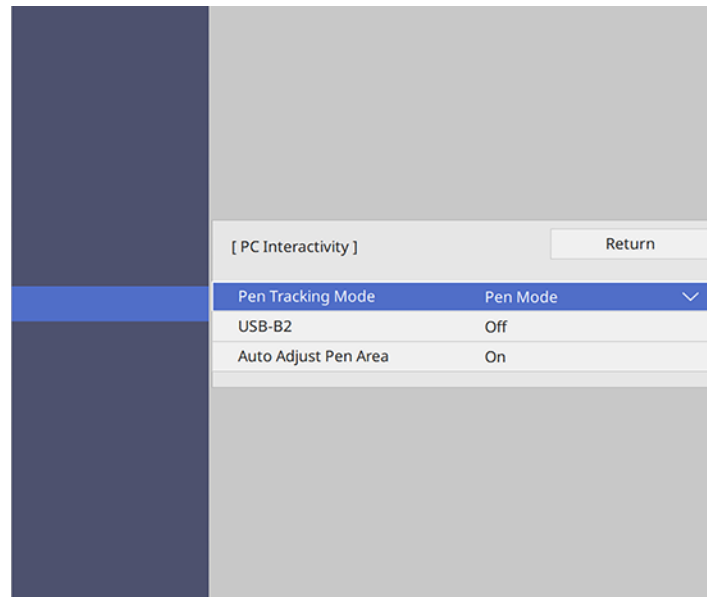 [ PC Interactivity ]
Return
Pen Tracking Mode Pen Mode
USB-B2 Off
Auto Adjust Pen Area On